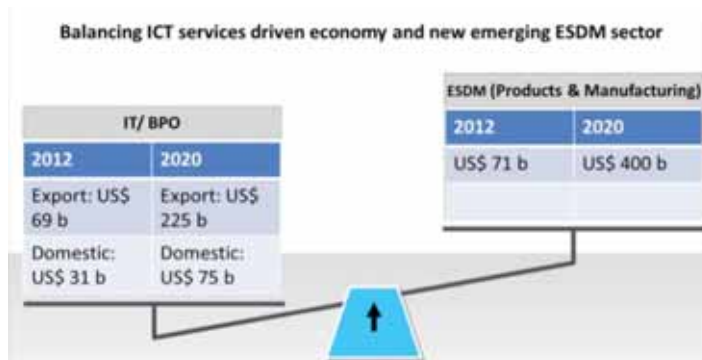 Balancing ICT services driven economy and new emerging ESDM sector
IT/ BPO
2012 2020
Export: US$ Export: US$
69 b 225 b
Domestic: Domestic:
US$ 31 b US$ 75 b
ESDM (Products & Manufacturing)
2012 2020
US$ 71 b US$ 400 b